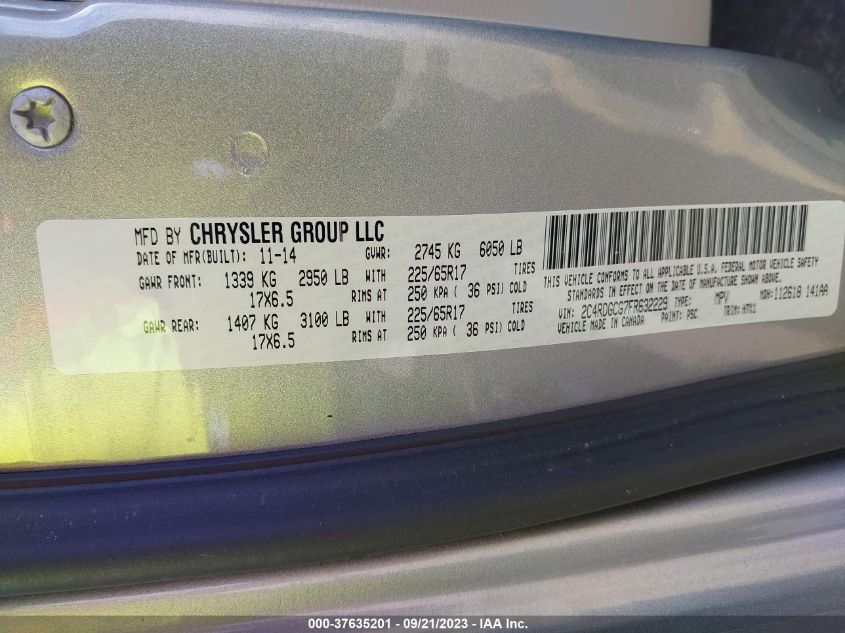 MFD BY CHRYSLER GROUP LLC
DATE OF MFR(BUILT): 11-14 GVWR: 2745 KG 6050 LB
GAWR FRONT: 1339 KG 2950 LB WITH 225/65R17 TIRES
17X6.5 RIMS AT 250 KPA ( 36 PSI) COLD
GAWR REAR: 1407 KG 3100 LB WITH 225/65R17 TIRES
17X6.5 RIMS AT 250 KPA ( 36 PSI) COLD
THIS VEHICLE CONFORMS TO ALL APPLICABLE U.S.A. FEDERAL MOTOR VEHICLE SAFETY
STANDARDS IN EFFECT ON THE DATE OF MANUFACTURE SHOWN ABOVE.
VIN: 2C4RDGCG7FR632229 TYPE: MPV MDH: 112618 141AA
VEHICLE MADE IN CANADA PAINT: PSC TRIM: A7X1
000-37635201 - 09/21/2023 - IAA Inc.